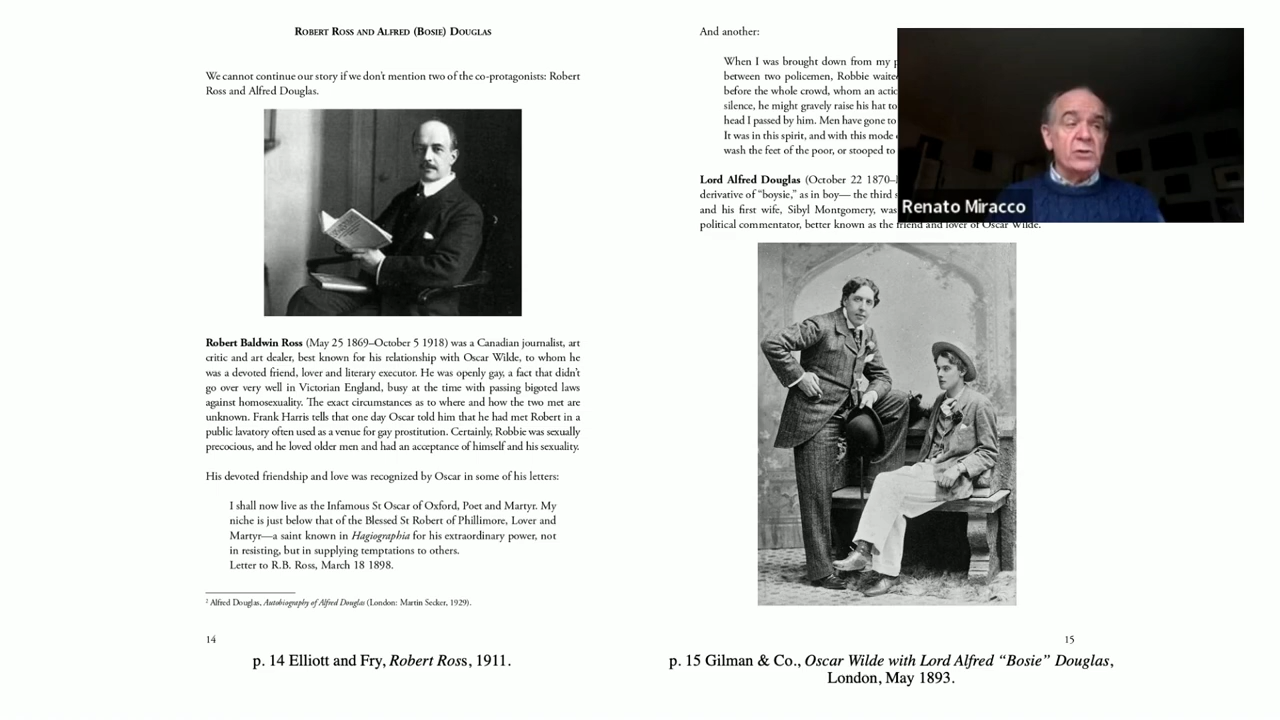 ROBERT ROSS AND ALFRED (BOSIE) DOUGLAS
We cannot continue our story if we don't mention two of the co-protagonists: Robert
Ross and Alfred Douglas.
Robert Baldwin Ross (May 25 1869–October 5 1918) was a Canadian journalist, art
critic and art dealer, best known for his relationship with Oscar Wilde, to whom he
was a devoted friend, lover and literary executor. He was openly gay, a fact that didn't
go over very well in Victorian England, busy at the time with passing bigoted laws
against homosexuality. The exact circumstances as to where and how the two met are
unknown. Frank Harris tells that one day Oscar told him that he had met Robert in a
public lavatory often used as a venue for gay prostitution. Certainly, Robbie was sexually
precocious, and he loved older men and had an acceptance of himself and his sexuality.
His devoted friendship and love was recognized by Oscar in some of his letters:
I shall now live as the Infamous St Oscar of Oxford, Poet and Martyr. My
niche is just below that of the Blessed St Robert of Phillimore, Lover and
Martyr—a saint known in Hagiographia for his extraordinary power, not
in resisting, but in supplying temptations to others.
Letter to R.B. Ross, March 18 1898.
2 Alfred Douglas, Autobiography of Alfred Douglas (London: Martin Secker, 1929).
14
p. 14 Elliott and Fry, Robert Ross, 1911.
And another:
When I was brought down from my
between two policemen, Robbie waite
before the whole crowd, whom an actio
silence, he might gravely raise his hat to
head I passed by him. Men have gone to
It was in this spirit, and with this mode
wash the feet of the poor, or stooped to
Lord Alfred Douglas (October 22 1870–
derivative of "boysie," as in boy— the third
and his first wife, Sibyl Montgomery, was
political commentator, better known as the friend and lover of Oscar Wilde.
Renato Miracco
15
p. 15 Gilman & Co., Oscar Wilde with Lord Alfred "Bosie" Douglas,
London, May 1893.